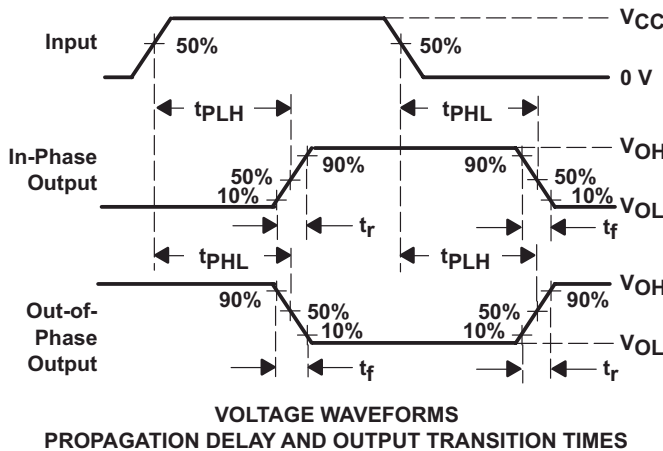 Input
50%
50%
VCC
0 V
tPLH
tPHL
In-Phase
Output
50%
10%
90%
90%
50%
10%
VOH
VOL
tr
tf
tPHL
tPLH
Out-of-
Phase
Output
90%
50%
10%
50%
10%
90%
VOH
VOL
tf
tr
VOLTAGE WAVEFORMS
PROPAGATION DELAY AND OUTPUT TRANSITION TIMES